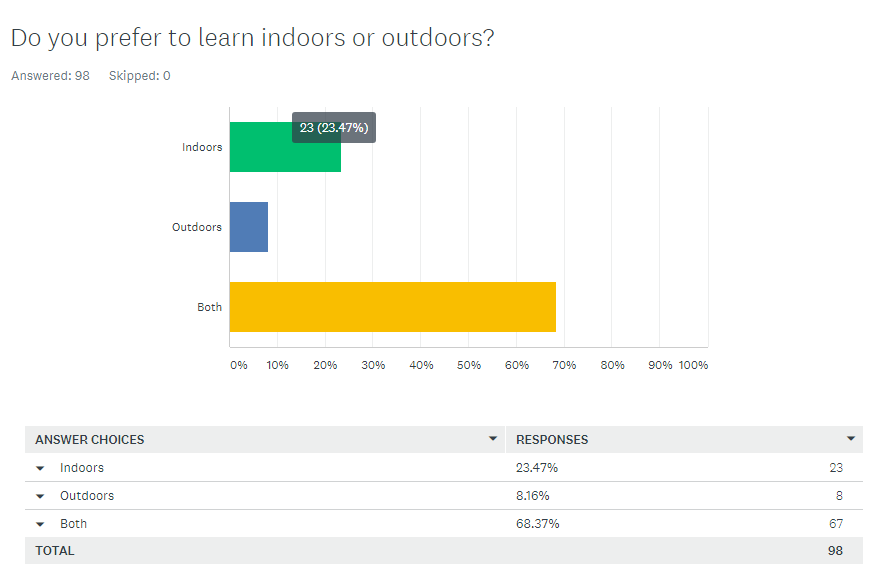 Do you prefer to learn indoors or outdoors?
Answered: 98 Skipped: 0
23 (23.47%)
Indoors
Outdoors
Both
0% 10% 20% 30% 40% 50% 60% 70% 80% 90% 100%
ANSWER CHOICES RESPONSES
Indoors 23.47% 23
Outdoors 8.16% 8
Both 68.37% 67
TOTAL 98